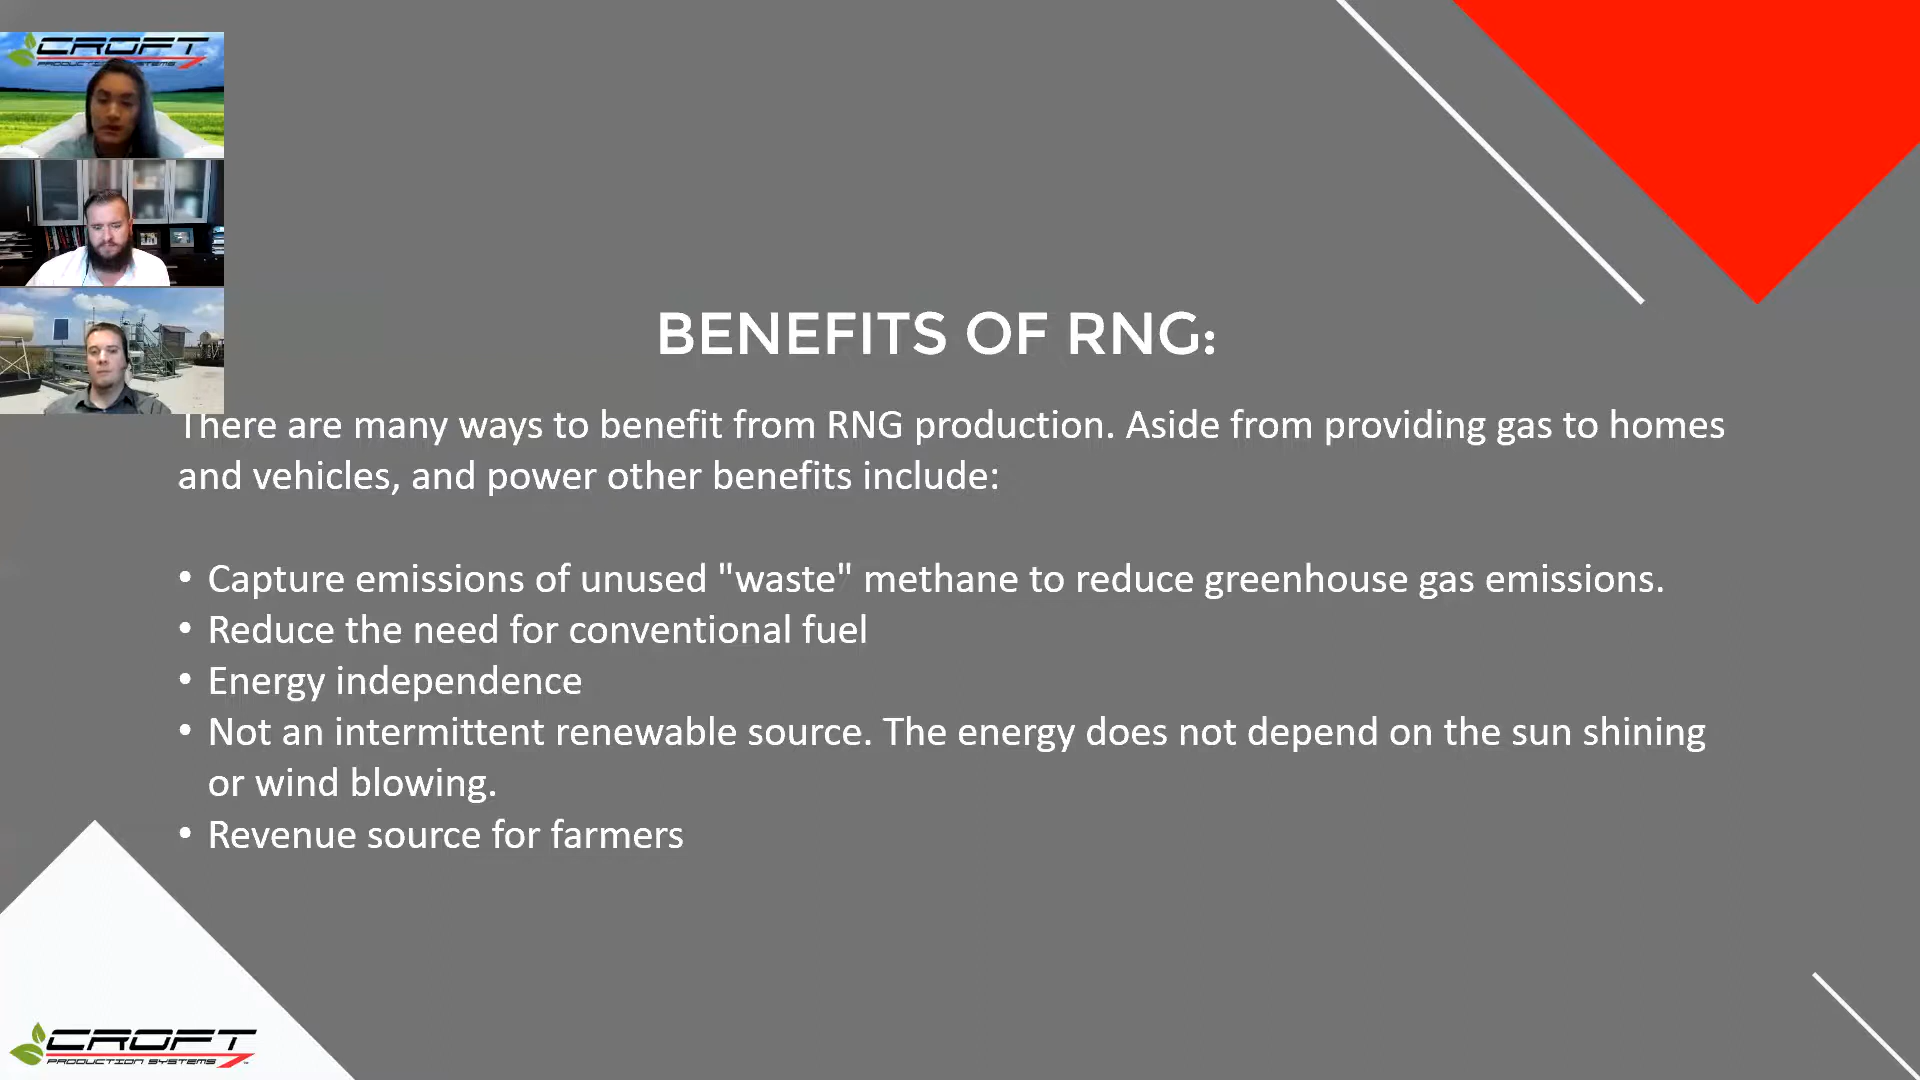 CROFT
PRODUCTION SYSTEMS
BENEFITS OF RNG:
There are many ways to benefit from RNG production. Aside from providing gas to homes
and vehicles, and power other benefits include:
• Capture emissions of unused "waste" methane to reduce greenhouse gas emissions.
• Reduce the need for conventional fuel
• Energy independence
• Not an intermittent renewable source. The energy does not depend on the sun shining
or wind blowing.
• Revenue source for farmers
CROFT
PRODUCTION SYSTEMS